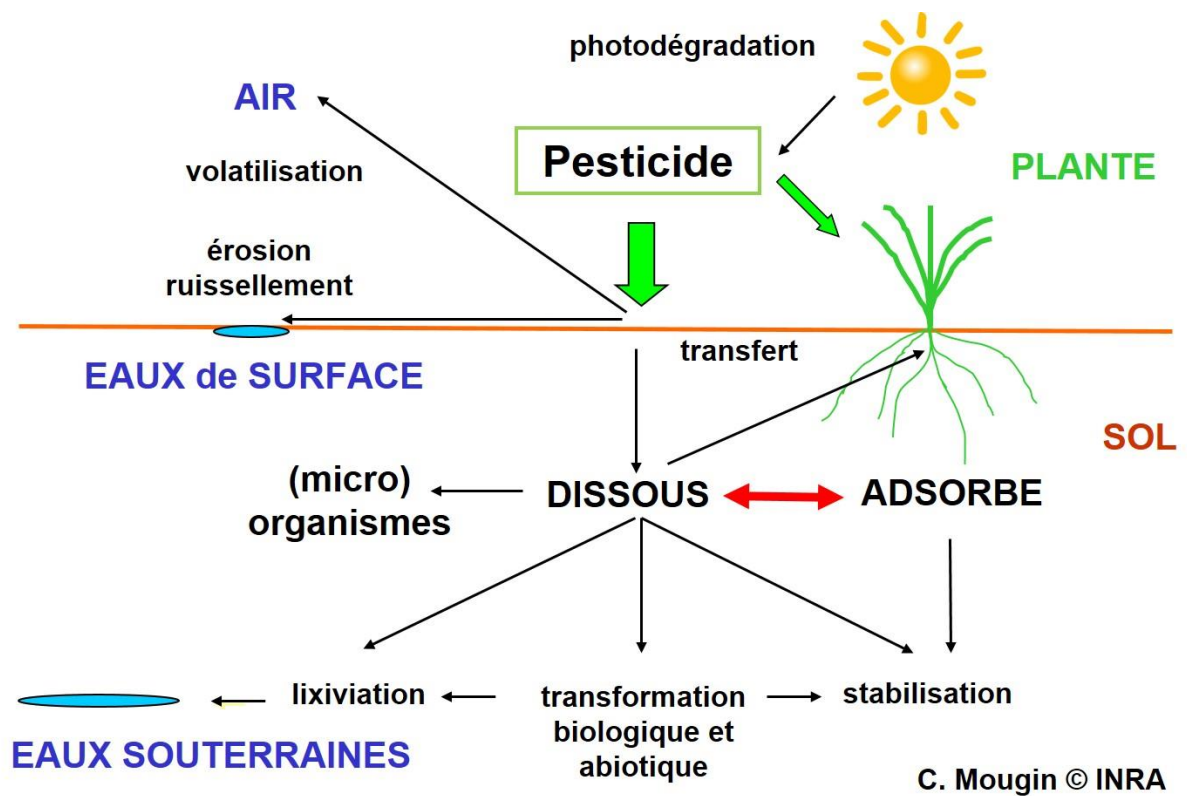 photodégradation
AIR
Pesticide
PLANTE
volatilisation
érosion
ruissellement
transfert
EAUX de SURFACE
SOL
(micro)
organismes
DISSOUS
ADSORBE
lixiviation
transformation
biologique et
abiotique
stabilisation
EAUX SOUTERRAINES
C. Mougin © INRA